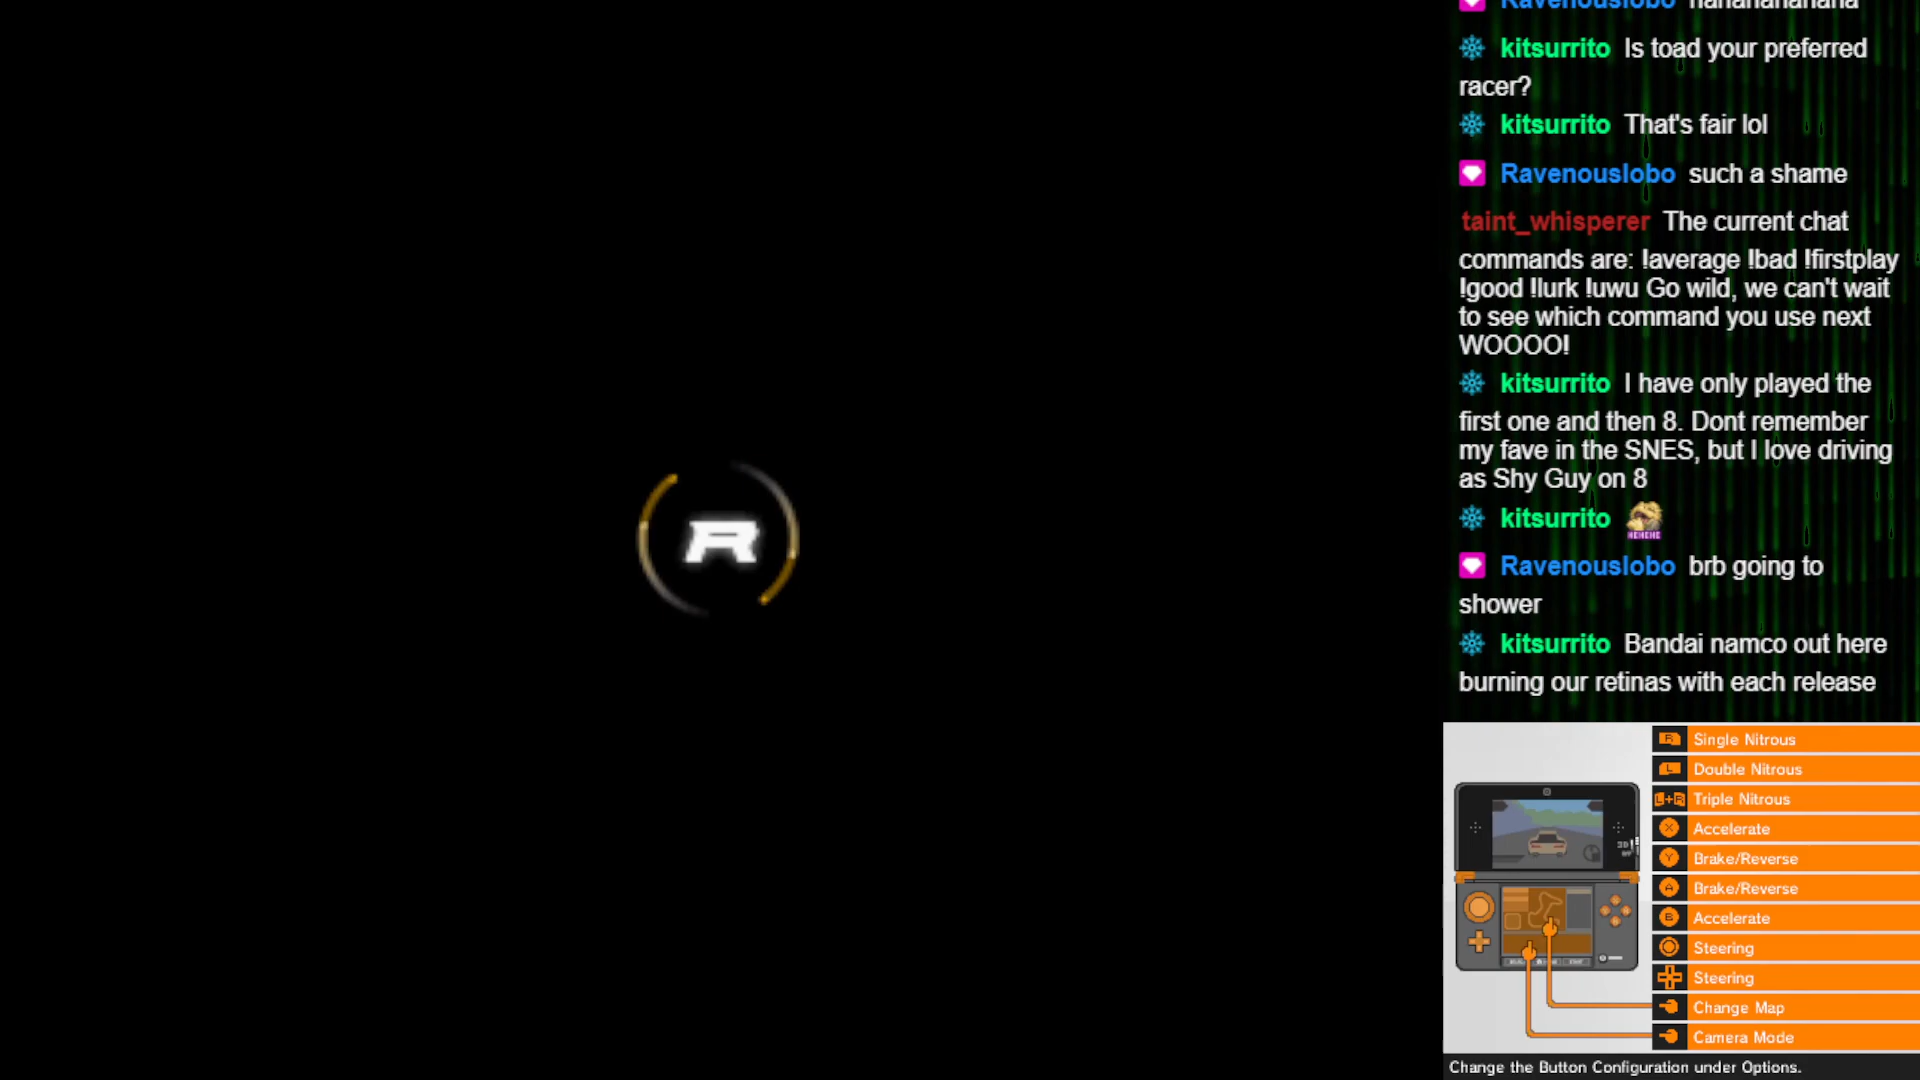 Ravenouslobo hahahahahaha
kitsurrito Is toad your preferred
racer?
kitsurrito That's fair lol
Ravenouslobo such a shame
taint_whisperer The current chat
commands are: !average !bad !firstplay
!good !lurk !uwu Go wild, we can't wait
to see which command you use next
WOOOO!
kitsurrito I have only played the
first one and then 8. Dont remember
my fave in the SNES, but I love driving
as Shy Guy on 8
kitsurrito HEHEHE
Ravenouslobo brb going to
shower
kitsurrito Bandai namco out here
burning our retinas with each release
R
R Single Nitrous
L Double Nitrous
L+R Triple Nitrous
X Accelerate
Y Brake/Reverse
A Brake/Reverse
B Accelerate
Steering
Steering
Change Map
Camera Mode
Change the Button Configuration under Options.